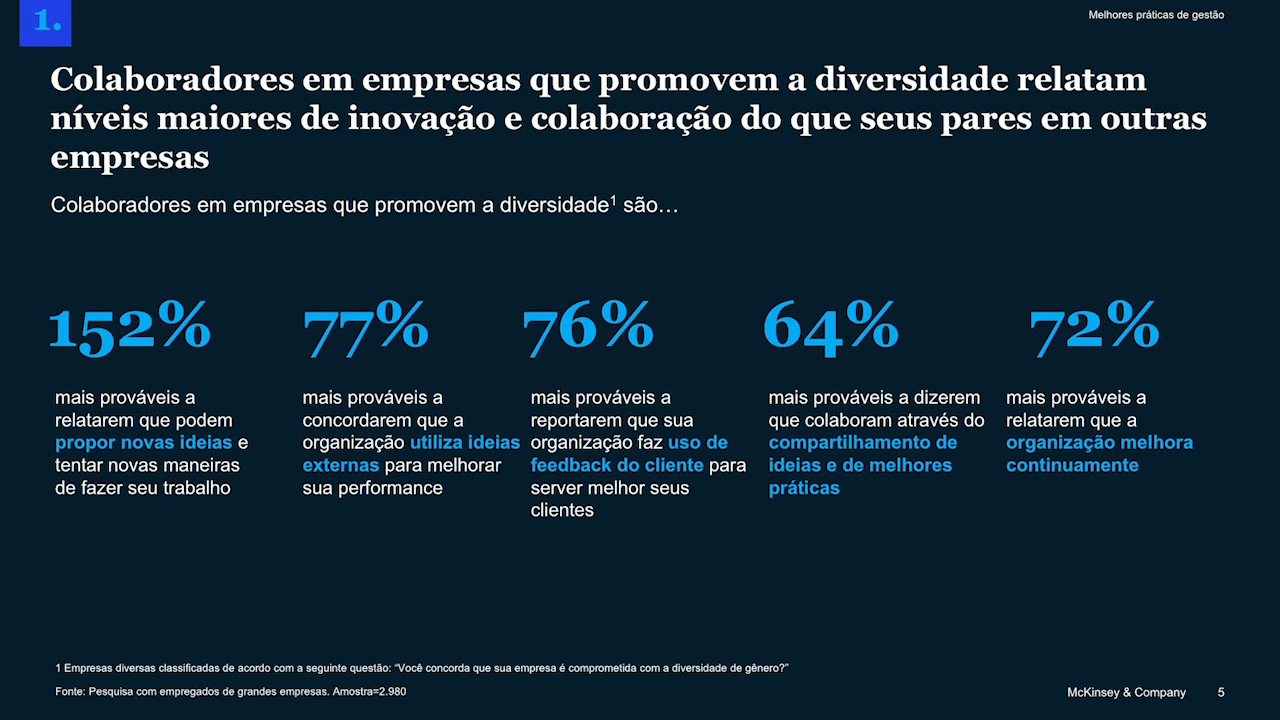 1.
Melhores práticas de gestão
Colaboradores em empresas que promovem a diversidade relatam
níveis maiores de inovação e colaboração do que seus pares em outras
empresas
Colaboradores em empresas que promovem a diversidade¹ são…
152%
mais prováveis a
relatarem que podem
propor novas ideias e
tentar novas maneiras
de fazer seu trabalho
77%
mais prováveis a
concordarem que a
organização utiliza ideias
externas para melhorar
sua performance
76%
mais prováveis a
reportarem que sua
organização faz uso de
feedback do cliente para
server melhor seus
clientes
64%
mais prováveis a dizerem
que colaboram através do
compartilhamento de
ideias e de melhores
práticas
72%
mais prováveis a
relatarem que a
organização melhora
continuamente
1 Empresas diversas classificadas de acordo com a seguinte questão: “Você concorda que sua empresa é comprometida com a diversidade de gênero?”
Fonte: Pesquisa com empregados de grandes empresas. Amostra=2.980
McKinsey & Company 5